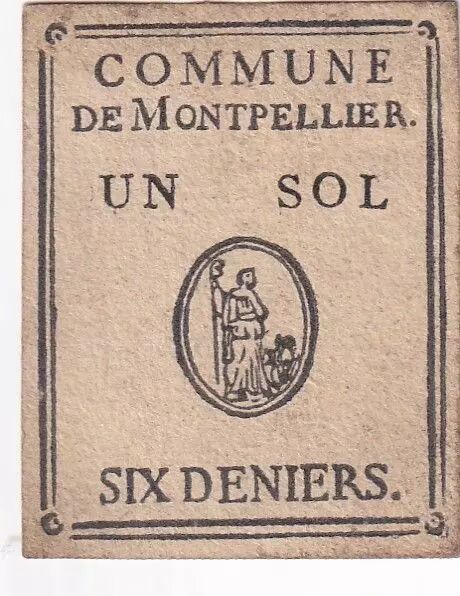 COMMUNE
DE MONTPELLIER.
UN SOL
SIX DENIERS.